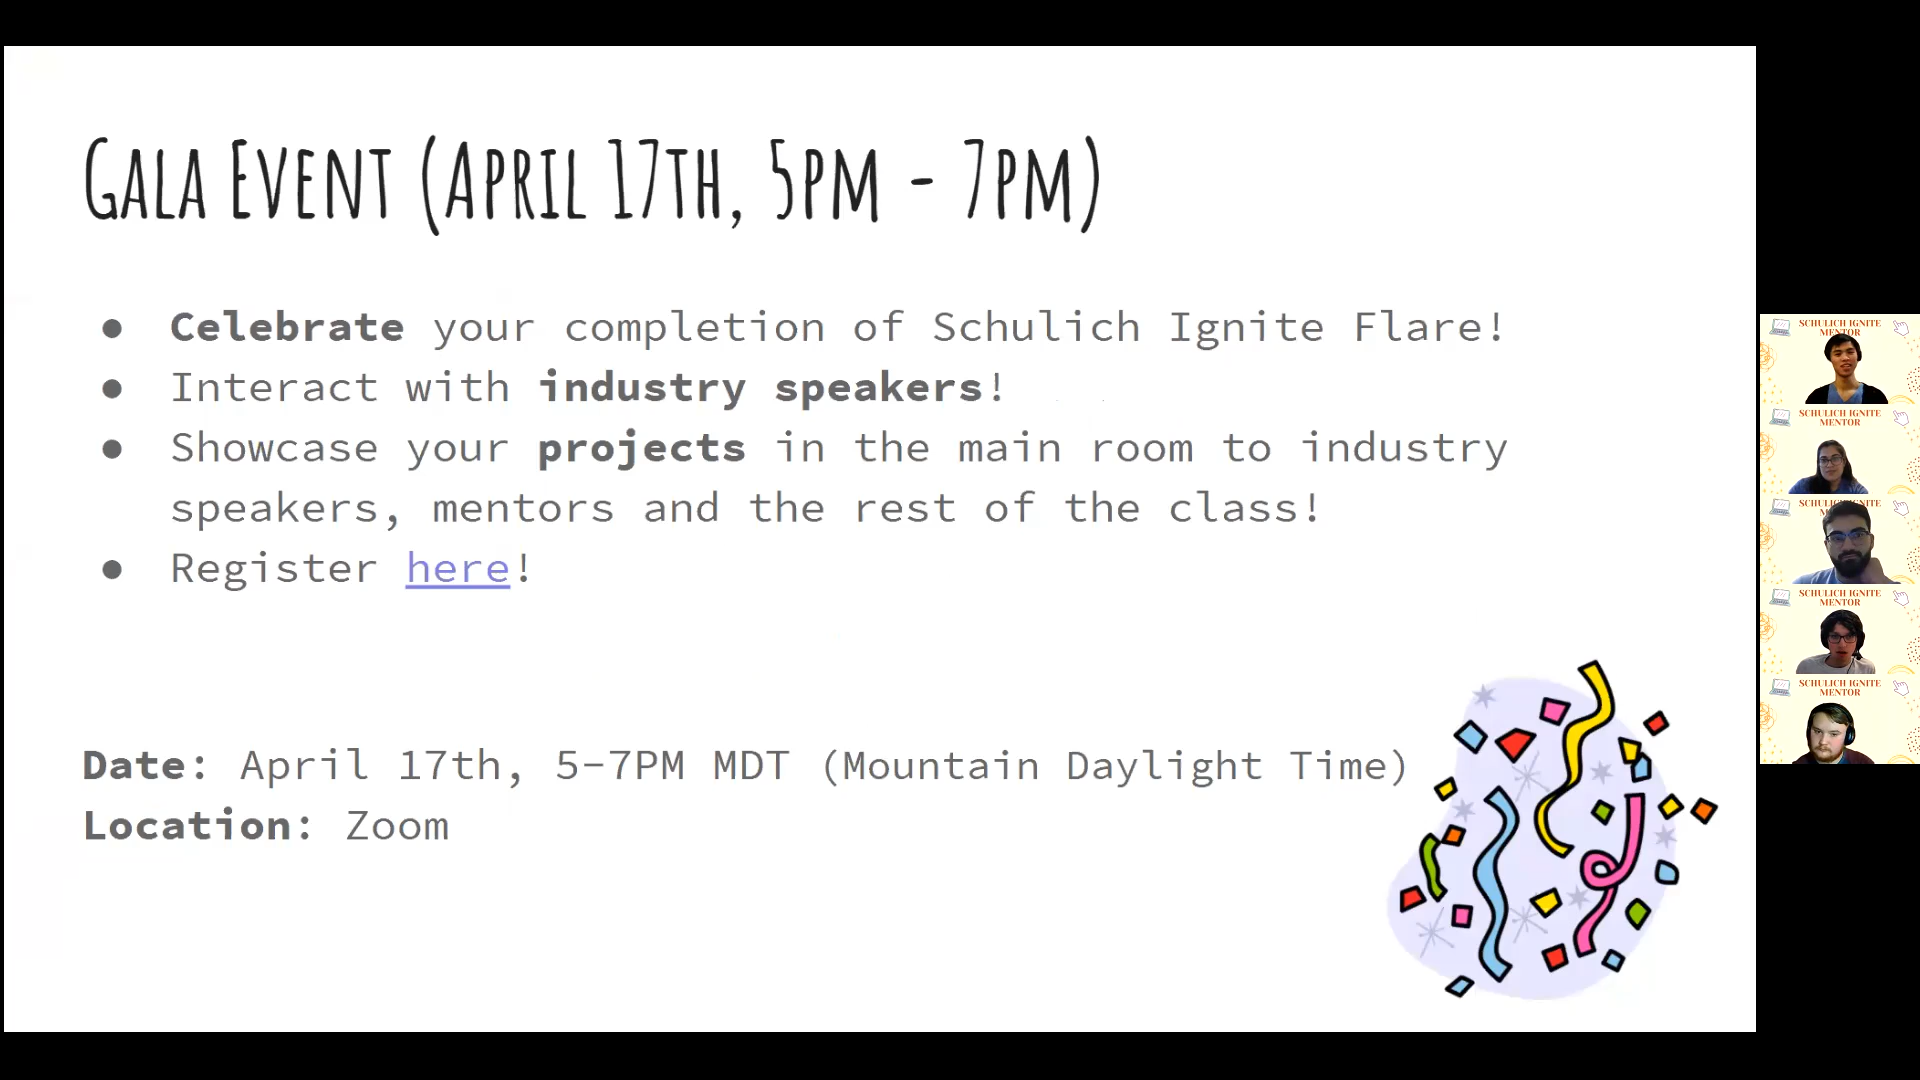 GALA EVENT (APRIL 17TH, 5PM - 7PM)
● Celebrate your completion of Schulich Ignite Flare!
● Interact with industry speakers!
● Showcase your projects in the main room to industry
speakers, mentors and the rest of the class!
● Register here!
Date: April 17th, 5-7PM MDT (Mountain Daylight Time)
Location: Zoom
SCHULICH IGNITE
MENTOR
SCHULICH IGNITE
MENTOR
SCHULICH IGNITE
SCHULICH IGNITE
MENTOR
SCHULICH IGNITE
MENTOR